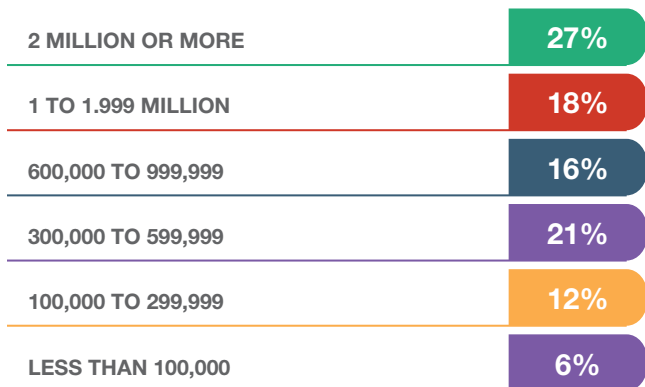 2 MILLION OR MORE 27%
1 TO 1.999 MILLION 18%
600,000 TO 999,999 16%
300,000 TO 599,999 21%
100,000 TO 299,999 12%
LESS THAN 100,000 6%